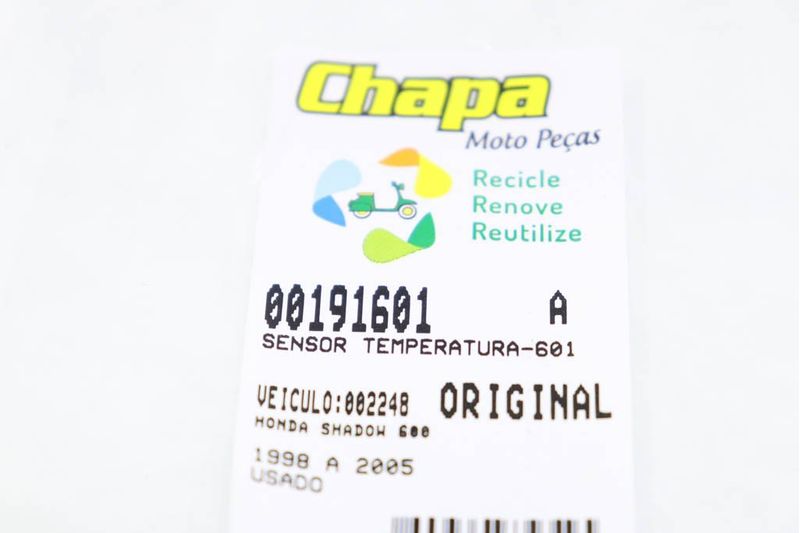 Chapa
Moto Peças
Recicle
Renove
Reutilize
00191601 A
SENSOR TEMPERATURA-601
VEICULO:002248 ORIGINAL
HONDA SHADOW 600
1998 A 2005
USADO